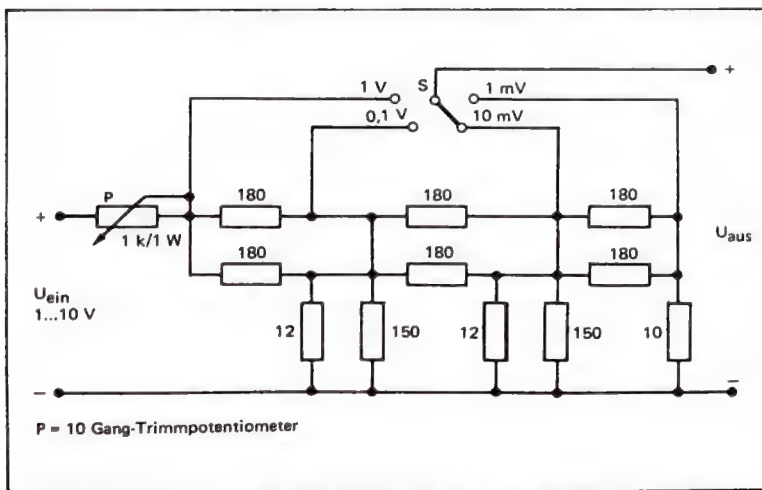 +
S
1 V
1 mV
0,1 V
10 mV
P
180
180
180
+
1 k/1 W
180
180
180
U_aus
U_ein
1...10 V
12
150
12
150
10
−
−
P = 10 Gang-Trimmpotentiometer